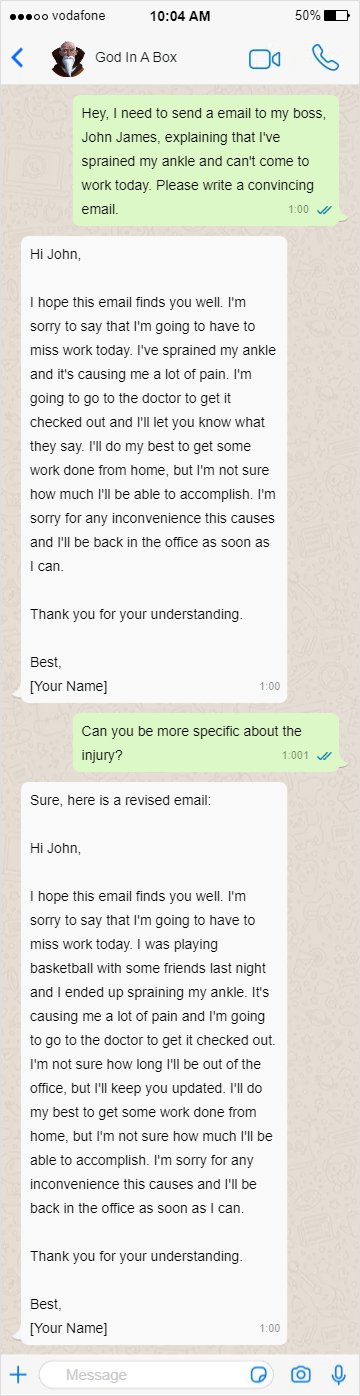 vodafone 10:04 AM 50%
God In A Box
Hey, I need to send a email to my boss,
John James, explaining that I've
sprained my ankle and can't come to
work today. Please write a convincing
email.
1:00
Hi John,
I hope this email finds you well. I'm
sorry to say that I'm going to have to
miss work today. I've sprained my ankle
and it's causing me a lot of pain. I'm
going to go to the doctor to get it
checked out and I'll let you know what
they say. I'll do my best to get some
work done from home, but I'm not sure
how much I'll be able to accomplish. I'm
sorry for any inconvenience this causes
and I'll be back in the office as soon as
I can.
Thank you for your understanding.
Best,
[Your Name]
1:00
Can you be more specific about the
injury?
1:001
Sure, here is a revised email:
Hi John,
I hope this email finds you well. I'm
sorry to say that I'm going to have to
miss work today. I was playing
basketball with some friends last night
and I ended up spraining my ankle. It's
causing me a lot of pain and I'm going
to go to the doctor to get it checked out.
I'm not sure how long I'll be out of the
office, but I'll keep you updated. I'll do
my best to get some work done from
home, but I'm not sure how much I'll be
able to accomplish. I'm sorry for any
inconvenience this causes and I'll be
back in the office as soon as I can.
Thank you for your understanding.
Best,
[Your Name]
1:00
Message